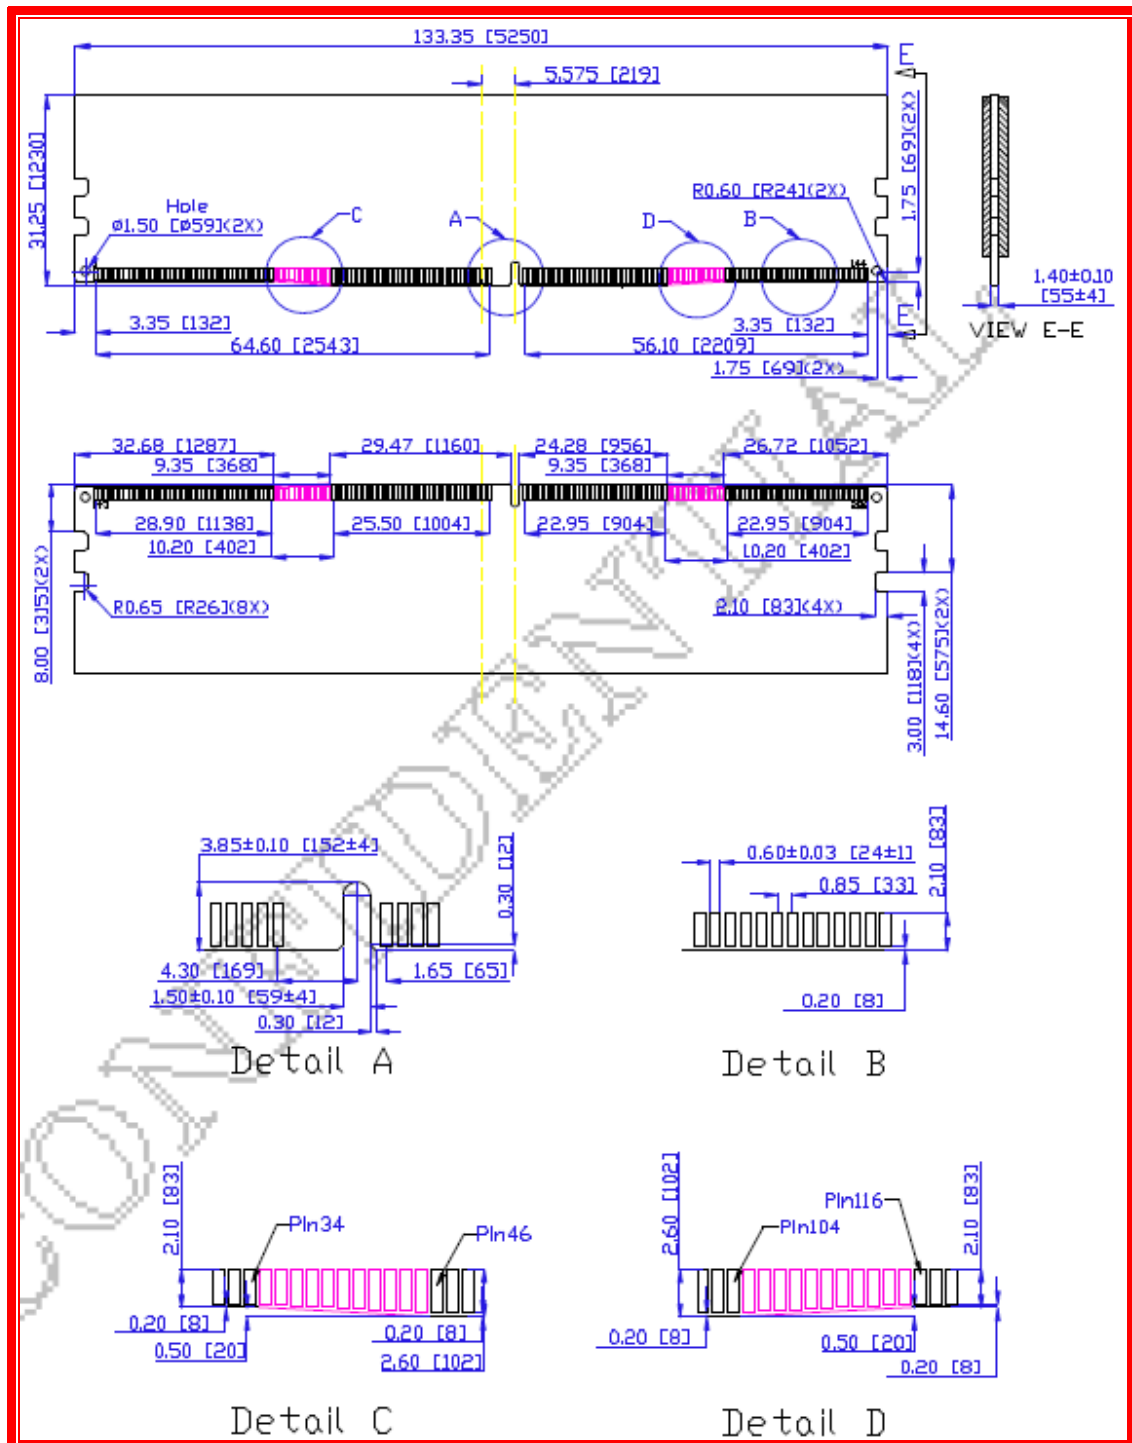 133.35 [5250]
5.575 [219]
E
31.25 [1230]
1.75 [69](2X)
R0.60 [R24](2X)
Hole
ø1.50 [ø59](2X)
C
A
D
B
144
1.40±0.10
[55±4]
3.35 [132]
3.35 [132]
E
VIEW E-E
64.60 [2543]
56.10 [2209]
1.75 [69](2X)
32.68 [1287]
29.47 [1160]
24.28 [956]
26.72 [1052]
9.35 [368]
9.35 [368]
28.90 [1138]
25.50 [1004]
22.95 [904]
22.95 [904]
10.20 [402]
10.20 [402]
8.00 [315](2X)
R0.65 [R26](8X)
2.10 [83](4X)
3.00 [118](4X)
14.60 [575](2X)
CONFIDENTIAL
3.85±0.10 [152±4]
0.30 [12]
0.60±0.03 [24±1]
2.10 [83]
0.85 [33]
4.30 [169]
1.65 [65]
1.50±0.10 [59±4]
0.30 [12]
0.20 [8]
Detail A
Detail B
2.10 [83]
Pin34
Pin46
2.60 [102]
Pin116
Pin104
2.10 [83]
0.20 [8]
0.50 [20]
0.20 [8]
2.60 [102]
0.20 [8]
0.50 [20]
0.20 [8]
Detail C
Detail D